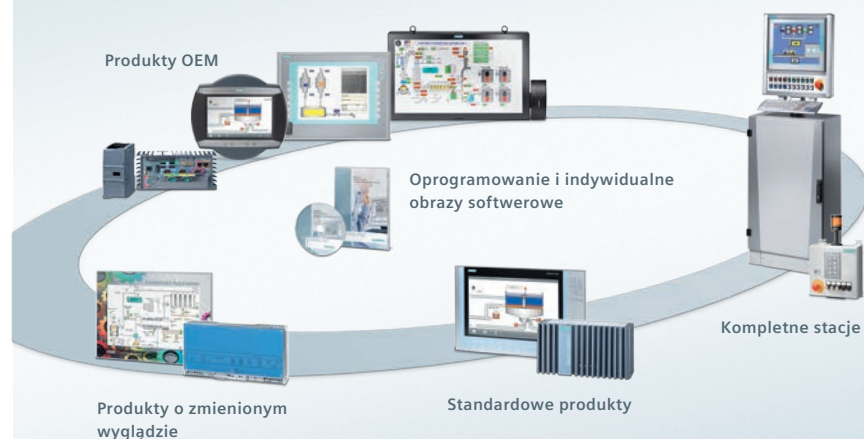 Produkty OEM
Oprogramowanie i indywidualne
obrazy softwerowe
Kompletne stacje
Standardowe produkty
Produkty o zmienionym
wyglądzie